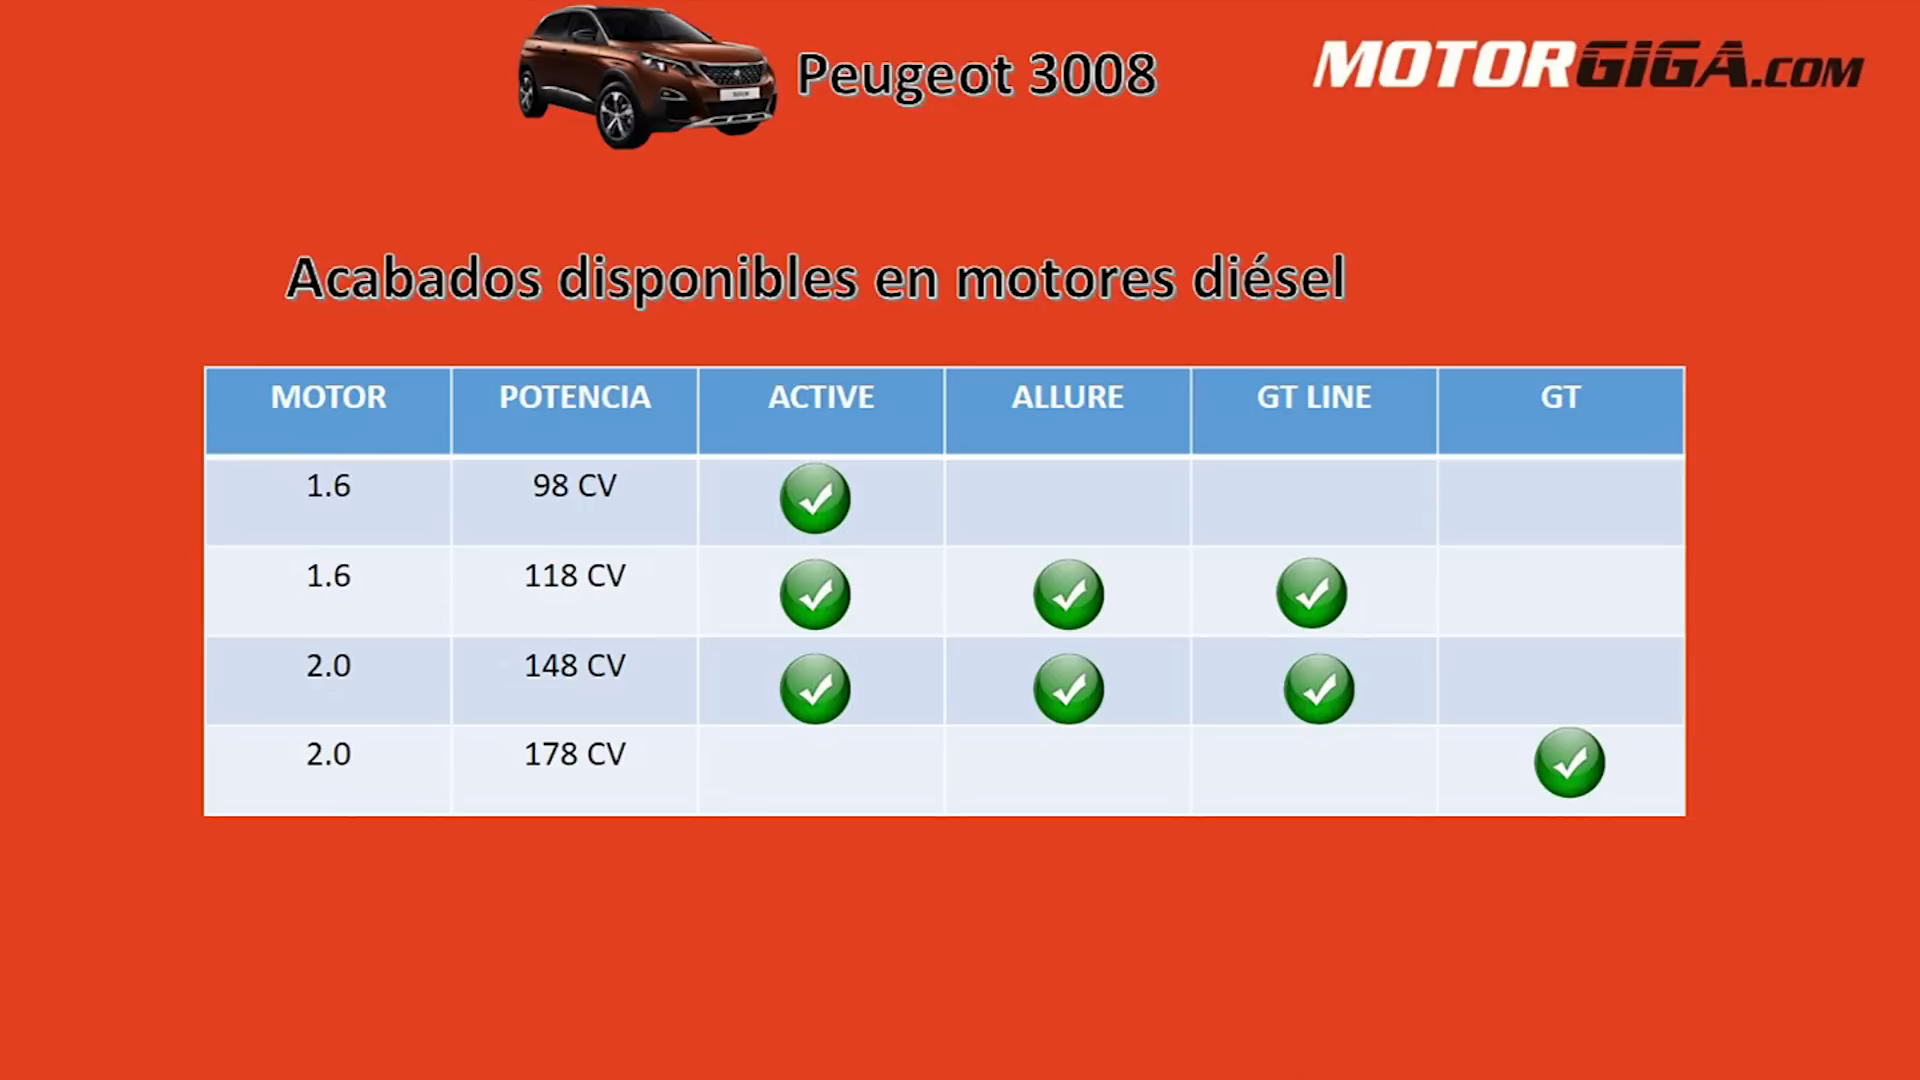 Peugeot 3008
MOTORGIGA.COM
Acabados disponibles en motores diésel
MOTOR POTENCIA ACTIVE ALLURE GT LINE GT
1.6 98 CV
1.6 118 CV
2.0 148 CV
2.0 178 CV